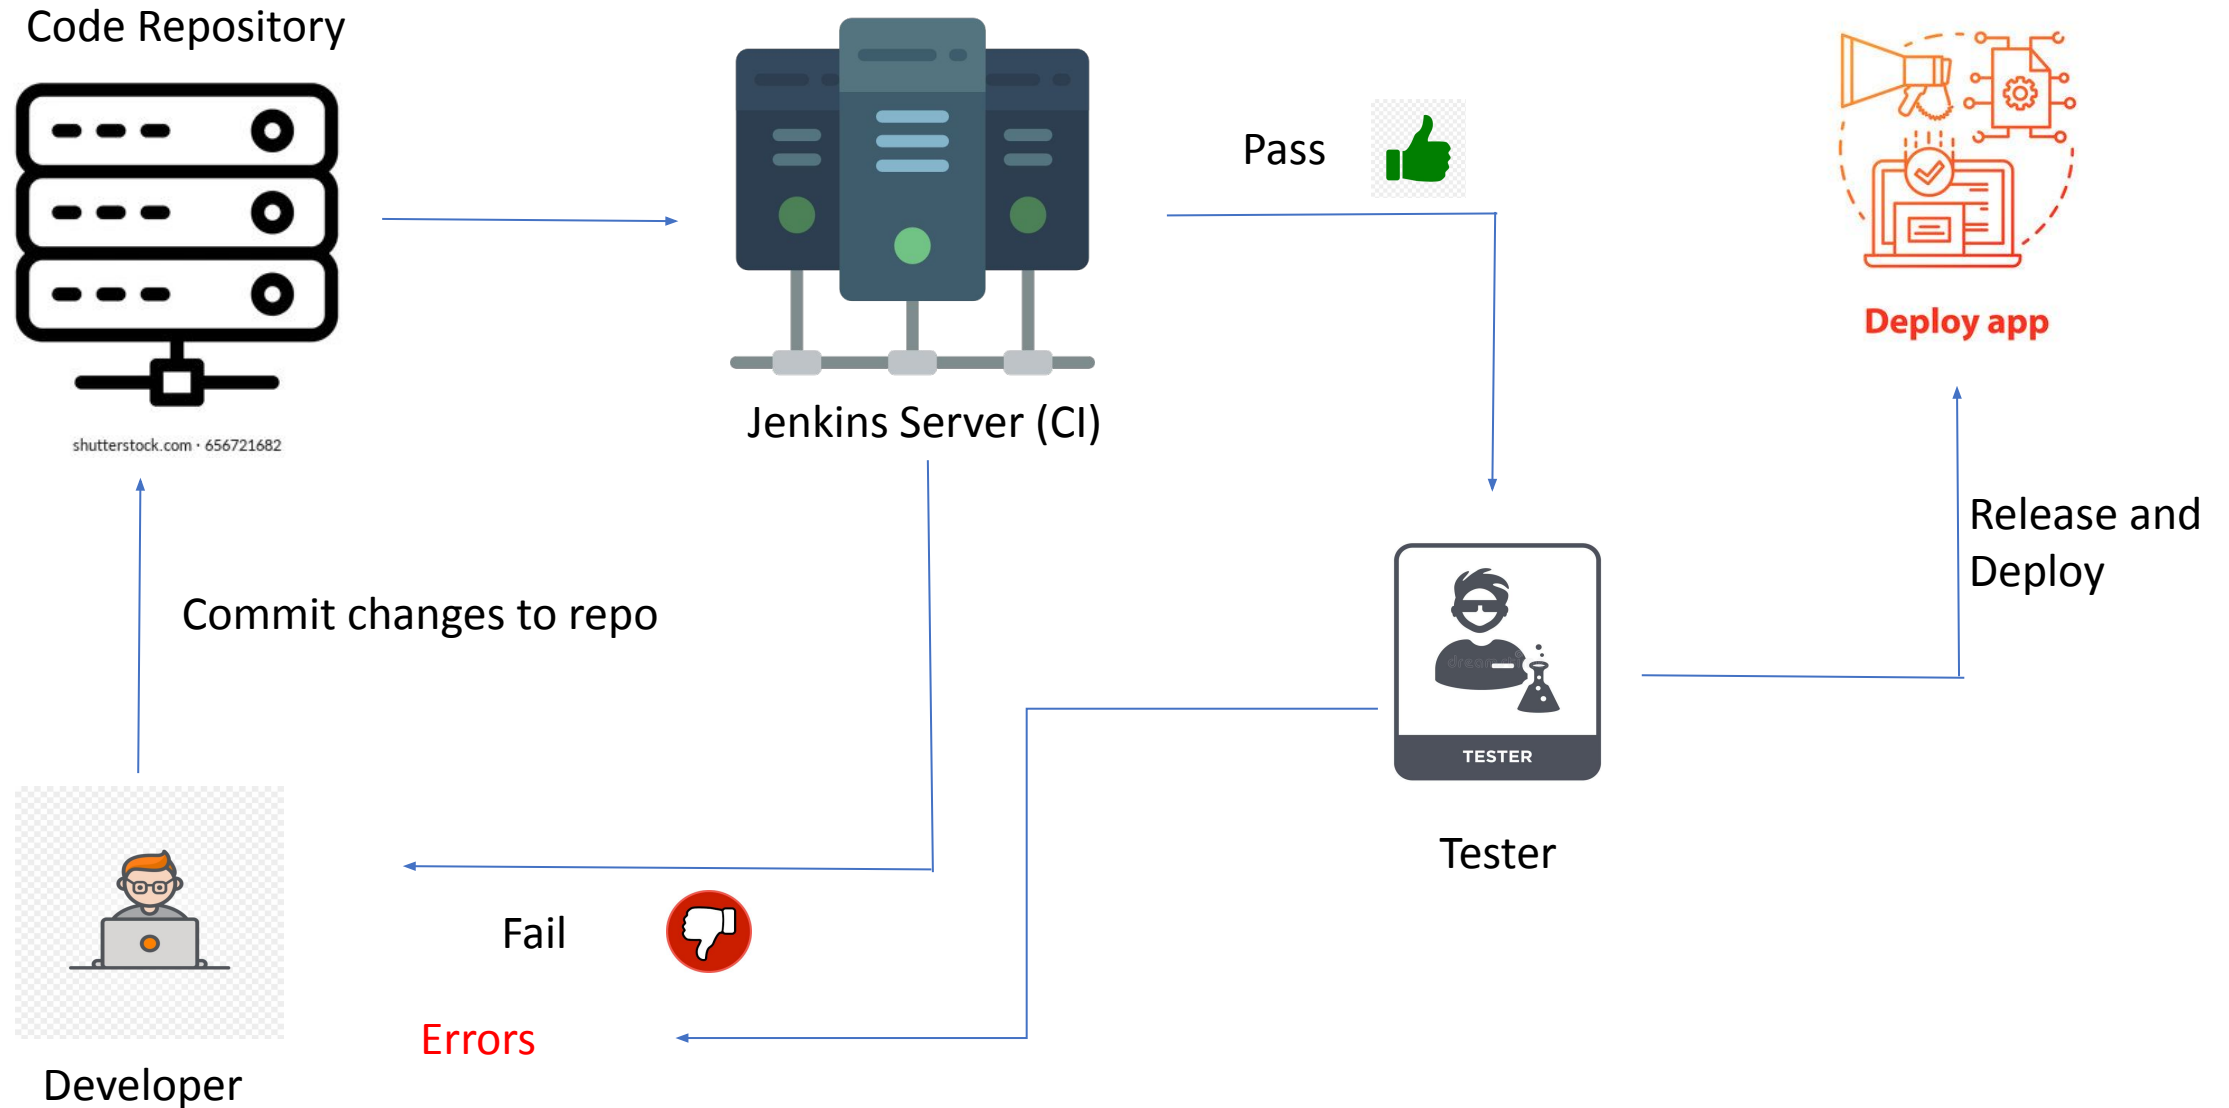 Code Repository
shutterstock.com · 656721682
Jenkins Server (CI)
Pass
Deploy app
Release and
Deploy
Commit changes to repo
TESTER
Tester
Fail
Errors
Developer